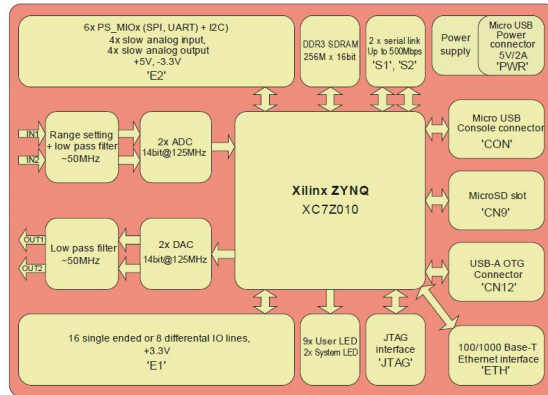 6x PS_MIOx (SPI, UART) + I2C
4x slow analog input,
4x slow analog output
+5V, -3.3V
'E2'
DDR3 SDRAM
256M x 16bit
2 x serial link
Up to 500Mbps
'S1', 'S2'
Power
supply
Micro USB
Power
connector
5V/2A
'PWR'
IN1
IN2
Range setting
+ low pass filter
~50MHz
2x ADC
14bit@125MHz
Xilinx ZYNQ
XC7Z010
Micro USB
Console connector
'CON'
MicroSD slot
'CN9'
OUT1
OUT2
Low pass filter
~50MHz
2x DAC
14bit@125MHz
USB-A OTG
Connector
'CN12'
16 single ended or 8 differential IO lines,
+3.3V
'E1'
9x User LED
2x System LED
JTAG
interface
'JTAG'
100/1000 Base-T
Ethernet interface
'ETH'